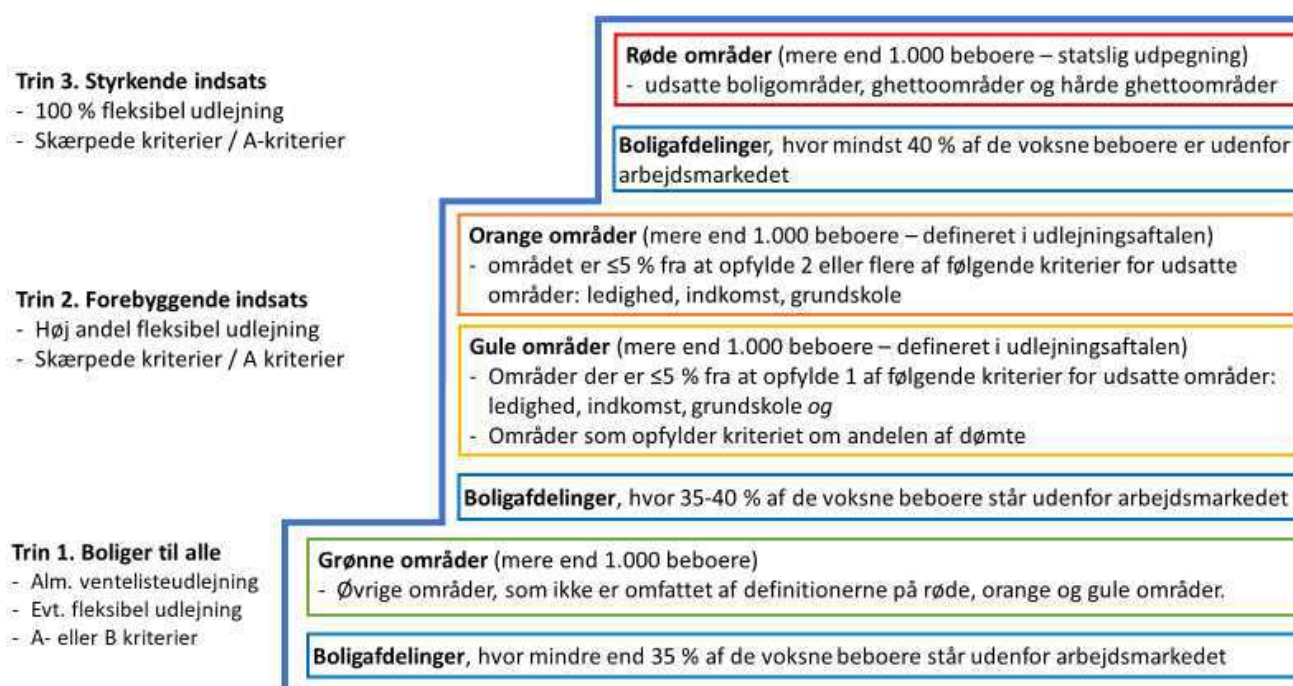 Trin 3. Styrkende indsats
- 100 % fleksibel udlejning
- Skærpede kriterier / A-kriterier
Røde områder (mere end 1.000 beboere – statslig udpegning)
- udsatte boligområder, ghettoområder og hårde ghettoområder
Boligafdelinger, hvor mindst 40 % af de voksne beboere er udenfor
arbejdsmarkedet
Trin 2. Forebyggende indsats
- Høj andel fleksibel udlejning
- Skærpede kriterier / A kriterier
Orange områder (mere end 1.000 beboere – defineret i udlejningsaftalen)
- området er ≤5 % fra at opfylde 2 eller flere af følgende kriterier for udsatte
områder: ledighed, indkomst, grundskole
Gule områder (mere end 1.000 beboere – defineret i udlejningsaftalen)
- Områder der er ≤5 % fra at opfylde 1 af følgende kriterier for udsatte områder:
ledighed, indkomst, grundskole og
- Områder som opfylder kriteriet om andelen af dømte
Boligafdelinger, hvor 35-40 % af de voksne beboere står udenfor arbejdsmarkedet
Trin 1. Boliger til alle
- Alm. ventelisteudlejning
- Evt. fleksibel udlejning
- A- eller B kriterier
Grønne områder (mere end 1.000 beboere)
- Øvrige områder, som ikke er omfattet af definitionerne på røde, orange og gule områder.
Boligafdelinger, hvor mindre end 35 % af de voksne beboere står udenfor arbejdsmarkedet